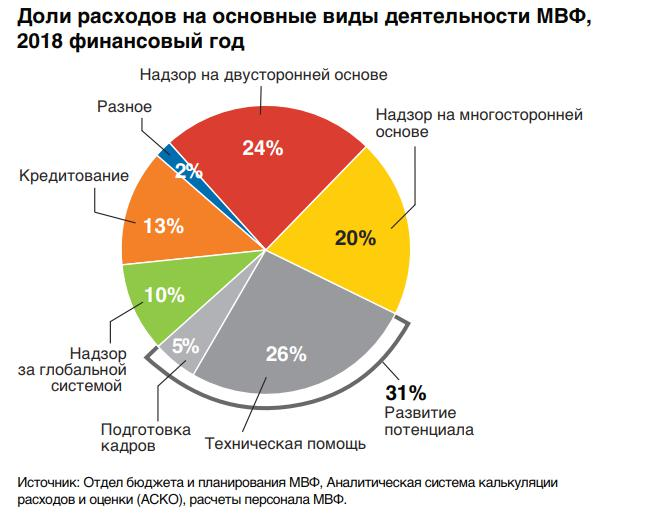 Доли расходов на основные виды деятельности МВФ,
2018 финансовый год
Надзор на двусторонней основе
Разное
Надзор на многосторонней
основе
24%
2%
Кредитование
13%
20%
10%
5%
26%
Надзор
за глобальной
системой
31%
Развитие
потенциала
Подготовка
кадров
Техническая помощь
Источник: Отдел бюджета и планирования МВФ, Аналитическая система калькуляции
расходов и оценки (АСКО), расчеты персонала МВФ.